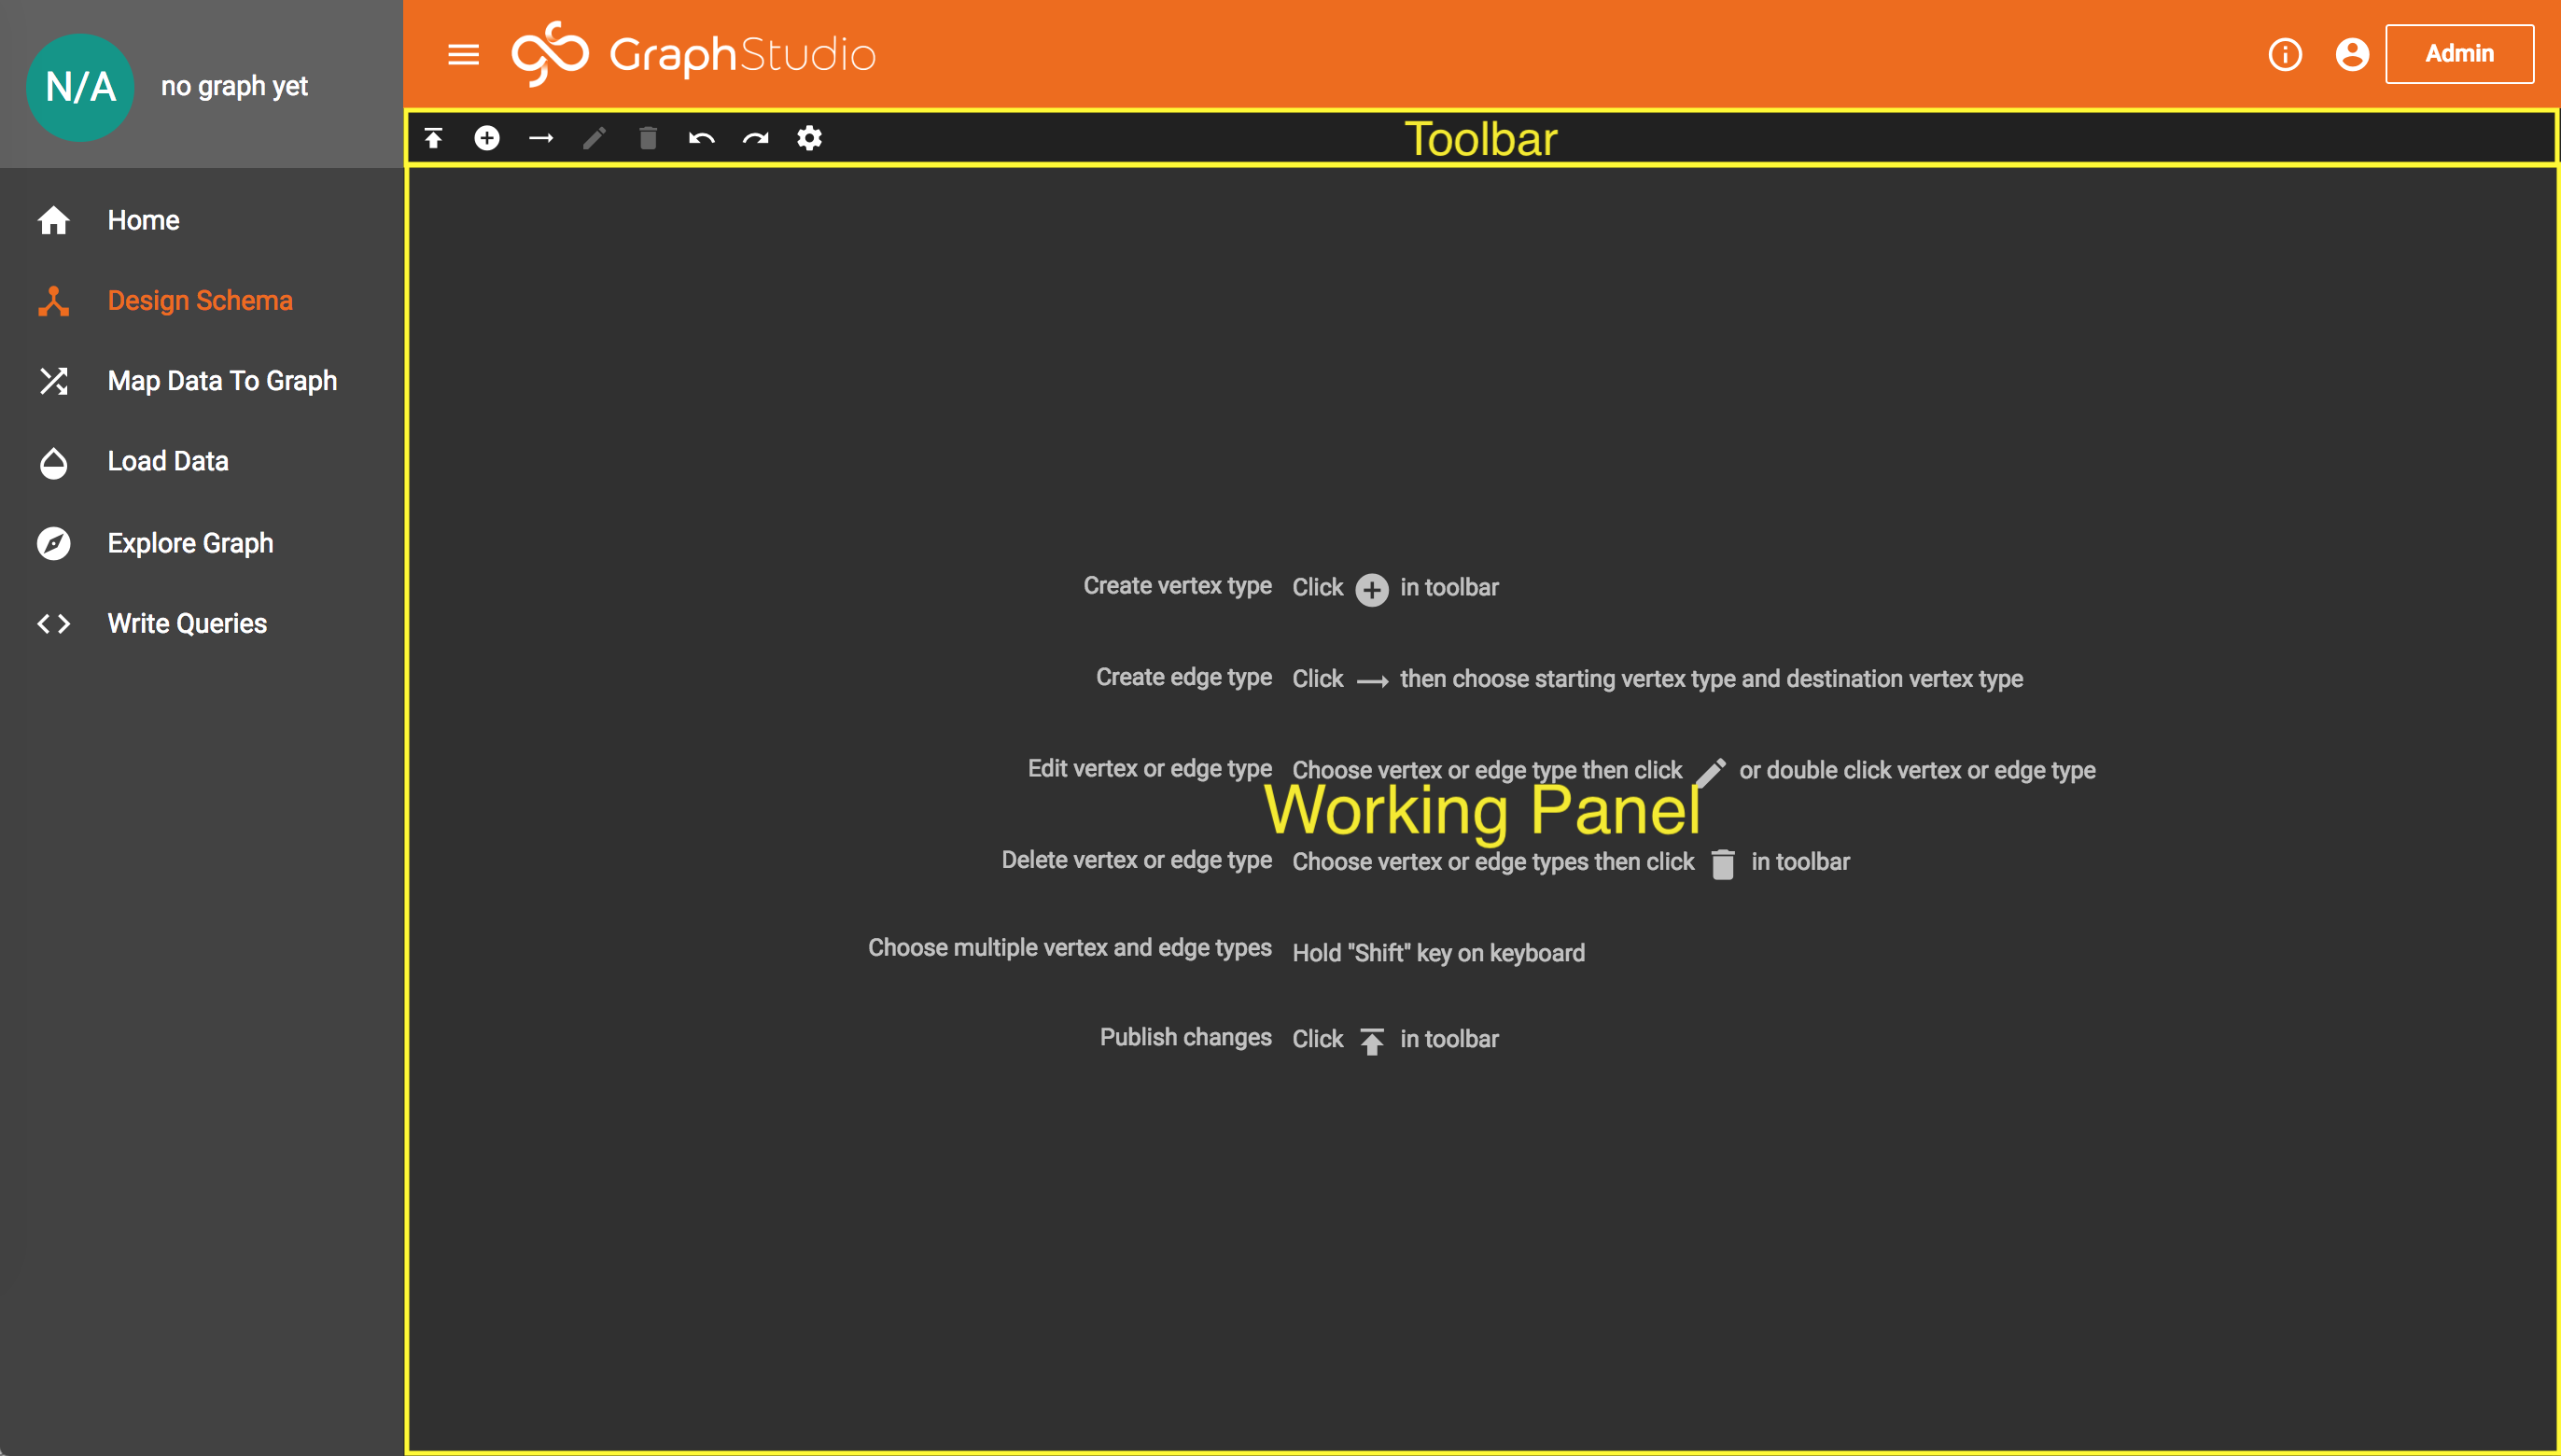 N/A no graph yet
GraphStudio
Admin
Toolbar
Home
Design Schema
Map Data To Graph
Load Data
Explore Graph
Write Queries
Create vertex type Click in toolbar
Create edge type Click then choose starting vertex type and destination vertex type
Edit vertex or edge type Choose vertex or edge type then click or double click vertex or edge type
Working Panel
Delete vertex or edge type Choose vertex or edge types then click in toolbar
Choose multiple vertex and edge types Hold "Shift" key on keyboard
Publish changes Click in toolbar